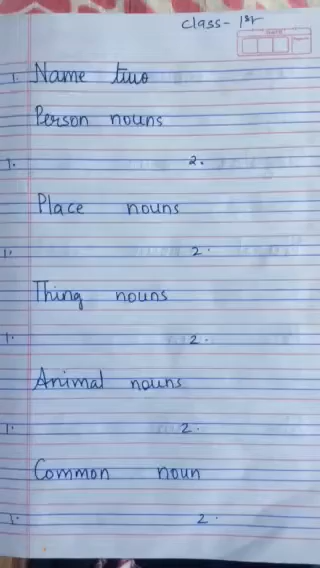 Class - 1st
1. Name two
Person nouns
1. 2.
Place nouns
1. 2.
Thing nouns
1. 2.
Animal nouns
1. 2.
Common noun
1. 2.